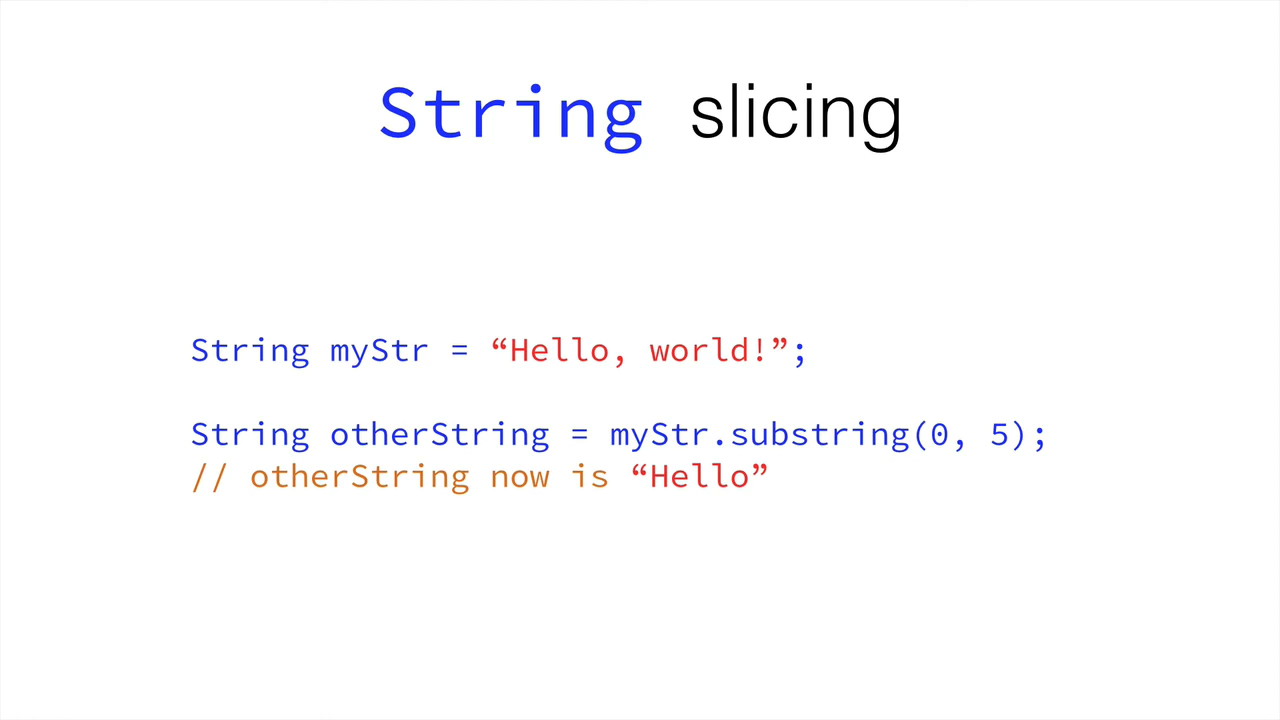 String slicing
String myStr = “Hello, world!”;
String otherString = myStr.substring(0, 5);
// otherString now is “Hello”